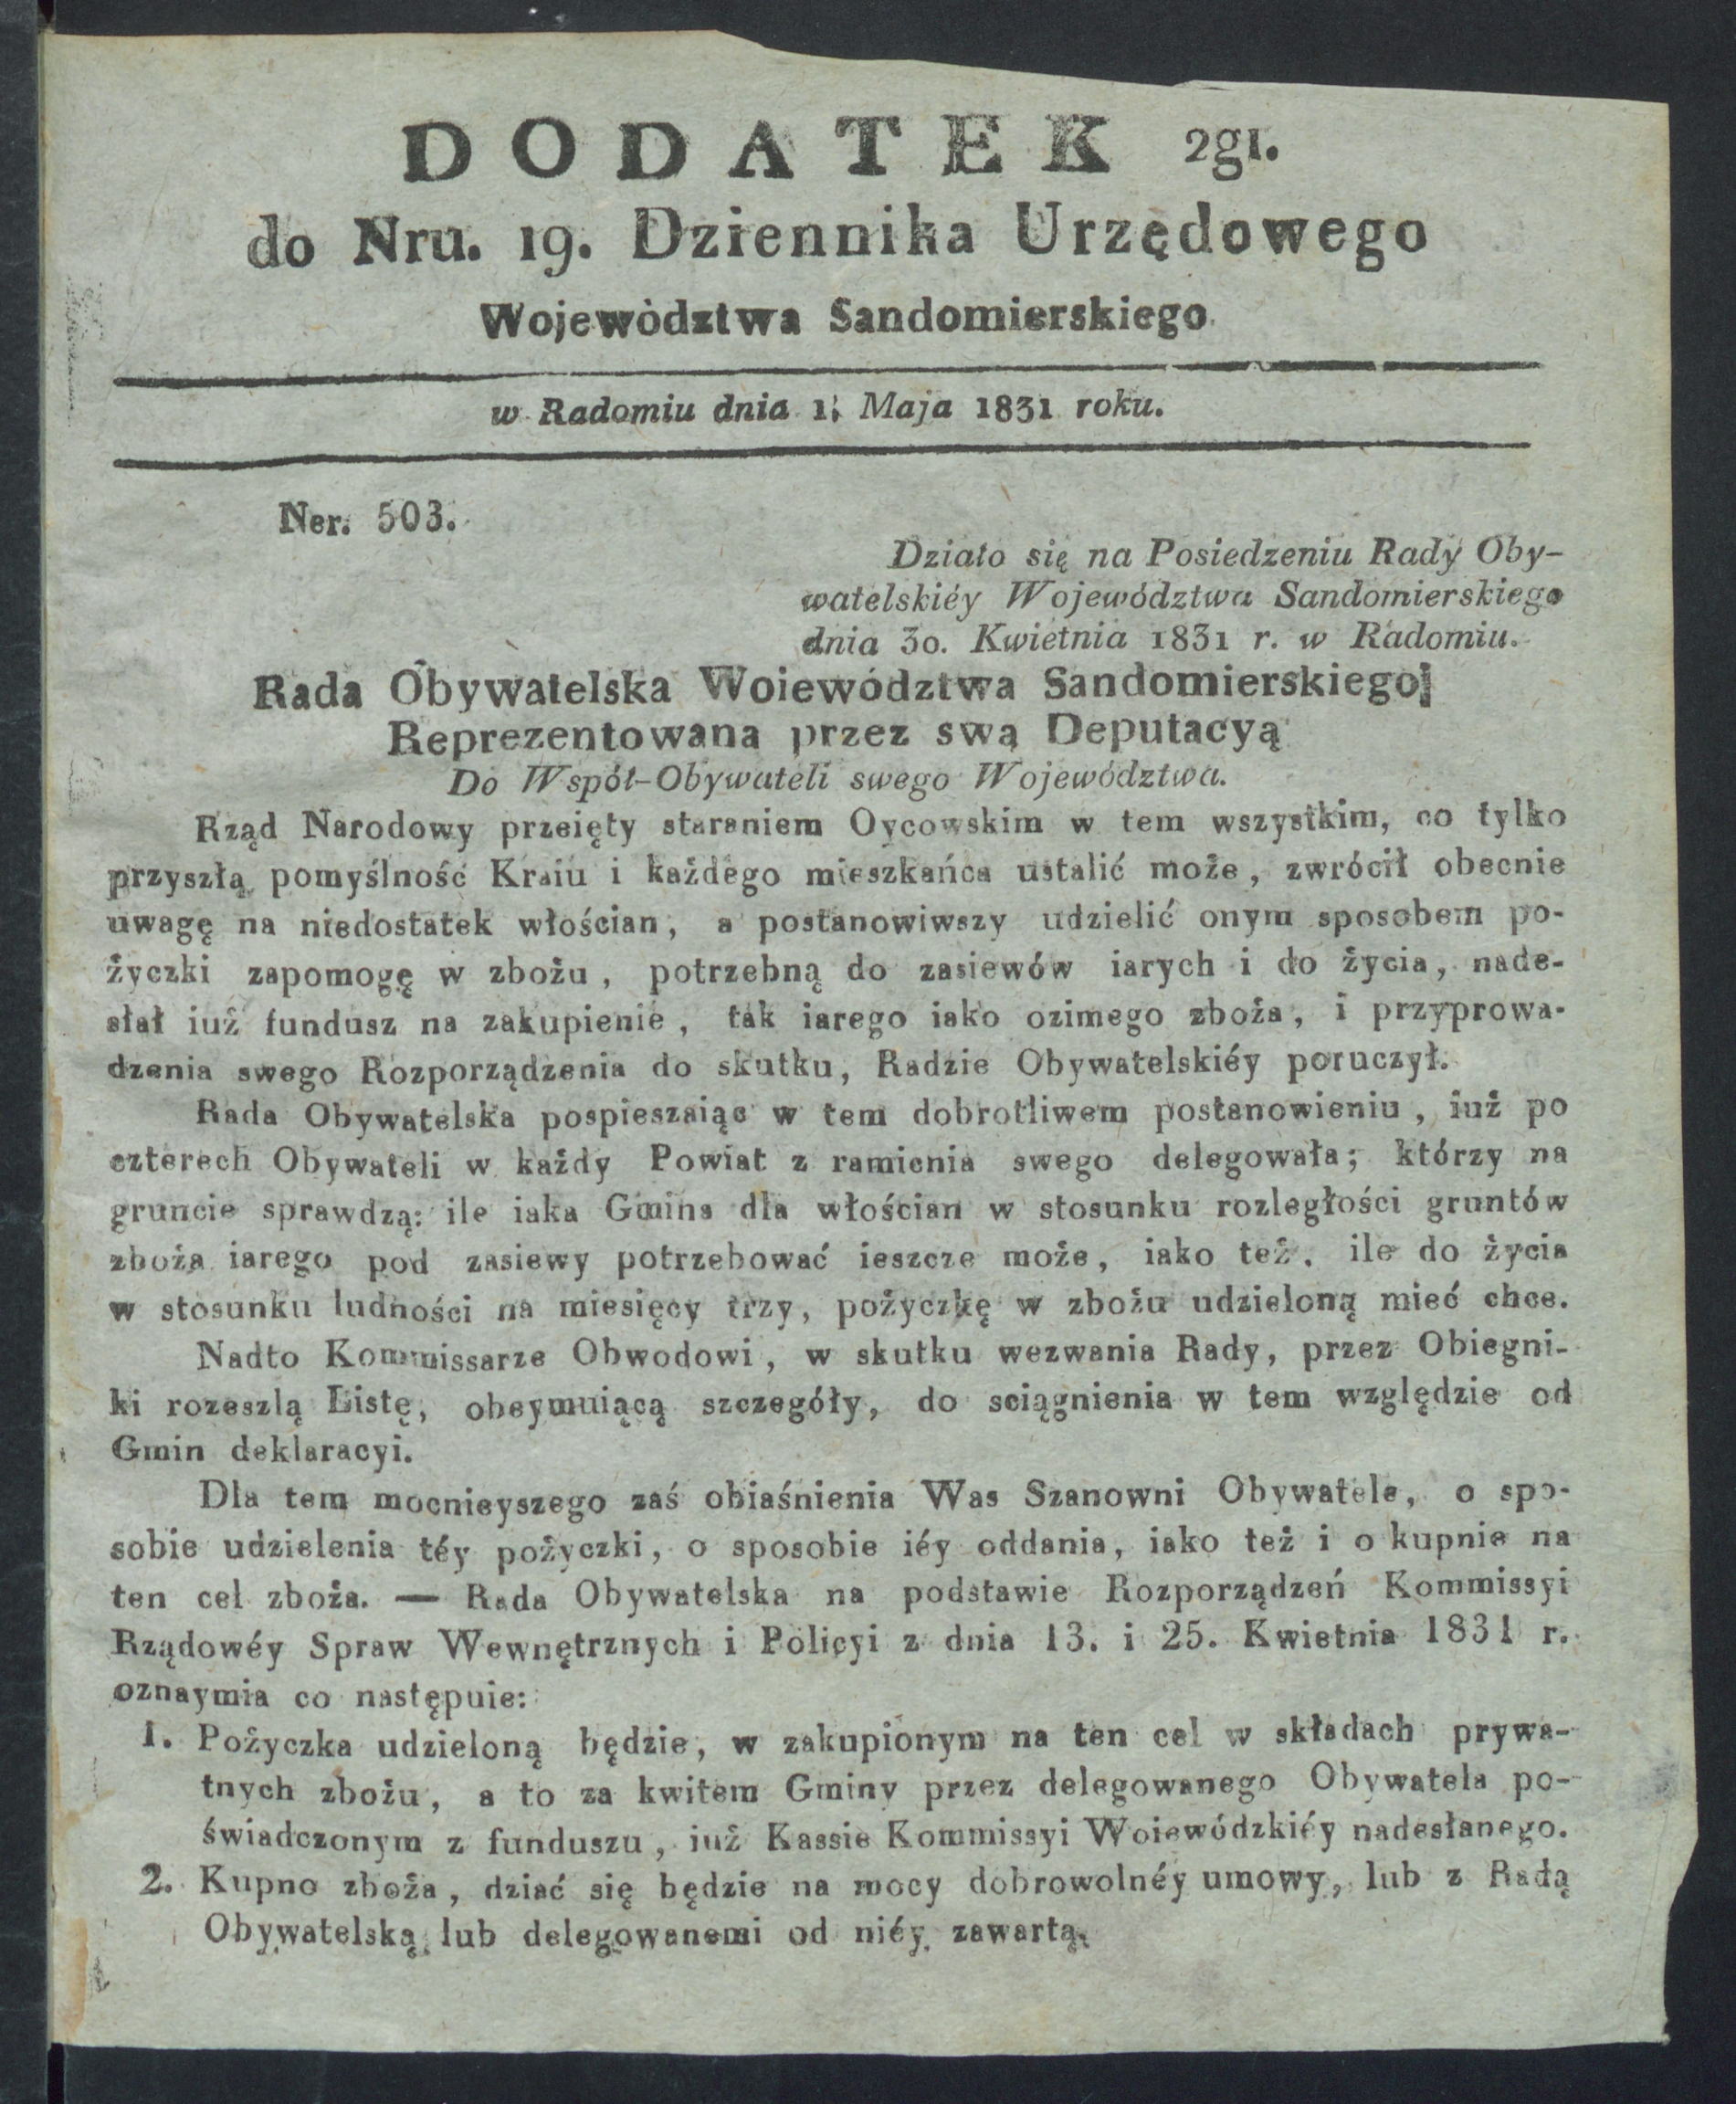 DODATEK 2gi.
do Nru. 19. Dziennika Urzędowego
Województwa Sandomierskiego
w Radomiu dnia 1. Maja 1831 roku.
Ner. 503.
Działo się na Posiedzeniu Rady Oby-
watelskiéy Województwa Sandomierskiego
dnia 30. Kwietnia 1831 r. w Radomiu.
Rada Obywatelska Woiewództwa Sandomierskiego
Reprezentowana przez swą Deputacyą
Do Współ-Obywateli swego Województwa.
Rząd Narodowy przeięty staraniem Oycowskim w tem wszystkim, co tylko
przyszłą pomyślność Kraiu i każdego mieszkańca ustalić może, zwrócił obecnie
uwagę na niedostatek włościan, a postanowiwszy udzielić onym sposobem po-
życzki zapomogę w zbożu, potrzebną do zasiewów iarych i do życia, nade-
słał iuż fundusz na zakupienie, tak iarego iako ozimego zboża, i przyprowa-
dzenia swego Rozporządzenia do skutku, Radzie Obywatelskiéy poruczył.
Rada Obywatelska pospieszaiąc w tem dobrotliwem postanowieniu, iuż po
czterech Obywateli w każdy Powiat z ramienia swego delegowała; którzy na
gruncie sprawdzą: ile iaka Gmina dla włościan w stosunku rozległości gruntów
zboża iarego pod zasiewy potrzebować ieszcze może, iako też, ile do życia
w stosunku ludności na miesięcy trzy, pożyczkę w zbożu udzieloną mieć chce.
Nadto Kommissarze Obwodowi, w skutku wezwania Rady, przez Obiegni-
ki rozeszlą Listę, obeymuiącą szczegóły, do sciągnienia w tem względzie od
Gmin deklaracyi.
Dla tem mocnieyszego zaś obiaśnienia Was Szanowni Obywatele, o spo-
sobie udzielenia téy pożyczki, o sposobie iéy oddania, iako też i o kupnie na
ten cel zboża. — Rada Obywatelska na podstawie Rozporządzeń Kommissyi
Rządowéy Spraw Wewnętrznych i Policyi z dnia 13. i 25. Kwietnia 1831 r.
oznaymia co następuie:
1. Pożyczka udzieloną będzie, w zakupionym na ten cel w składach prywa-
tnych zbożu, a to za kwitem Gminy przez delegowanego Obywatela po-
świadczonym z funduszu, iuż Kassie Kommissyi Woiewódzkiéy nadesłanego.
2. Kupno zboża, dziać się będzie na mocy dobrowolnéy umowy, lub z Radą
Obywatelską lub delegowanemi od niéy zawartą.